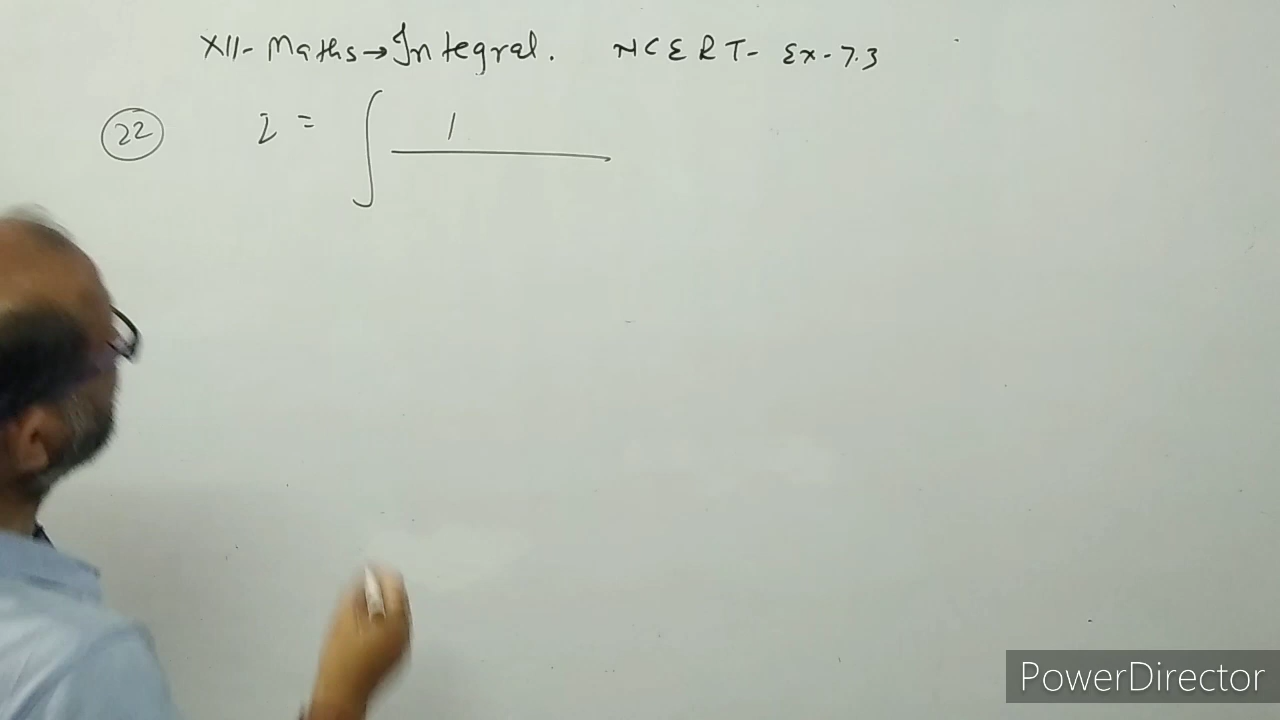 XII- Maths → Integral. NCERT- Ex-7.3
22 I = ∫ 1
PowerDirector